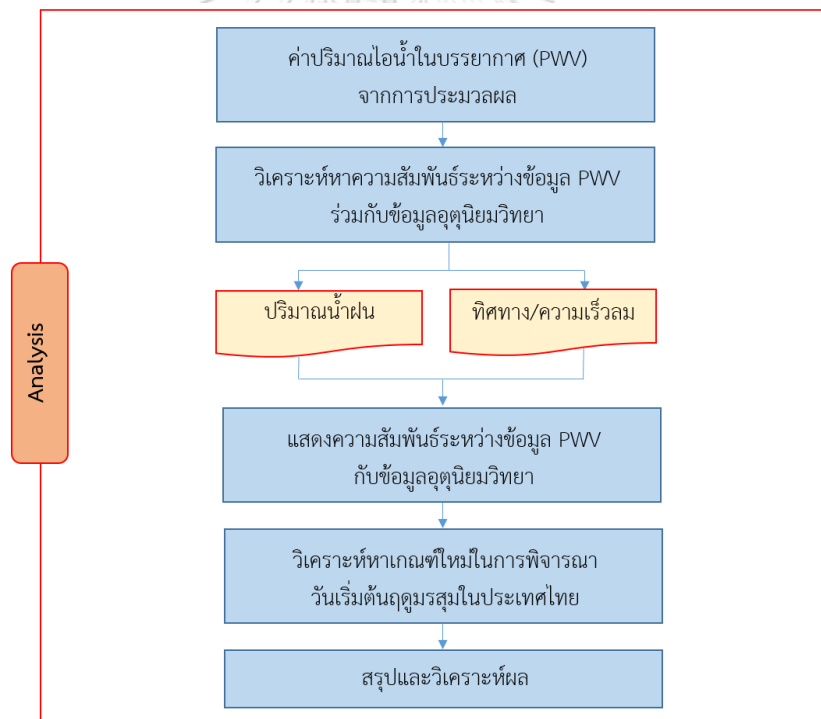 ค่าปริมาณไอน้ำในบรรยากาศ (PWV)
จากการประมวลผล
วิเคราะห์หาความสัมพันธ์ระหว่างข้อมูล PWV
ร่วมกับข้อมูลอุตุนิยมวิทยา
ปริมาณน้ำฝน
ทิศทาง/ความเร็วลม
Analysis
แสดงความสัมพันธ์ระหว่างข้อมูล PWV
กับข้อมูลอุตุนิยมวิทยา
วิเคราะห์หาเกณฑ์ใหม่ในการพิจารณา
วันเริ่มต้นฤดูมรสุมในประเทศไทย
สรุปและวิเคราะห์ผล